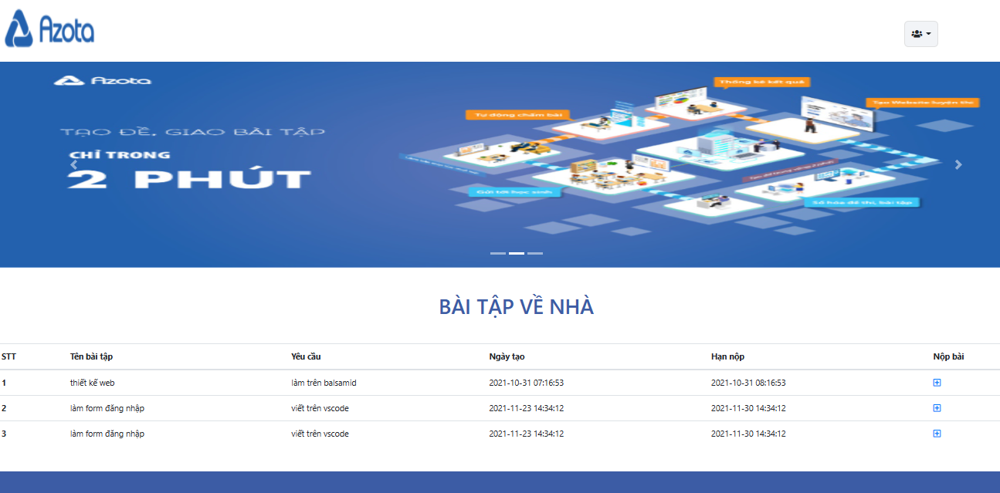 Azota
Azota
TẠO ĐỀ, GIAO BÀI TẬP
CHỈ TRONG
2 PHÚT
Thống kê kết quả
Tạo Website luyện thi
Tự động chấm bài
Gửi tới học sinh
Số hóa đề thi, bài tập
BÀI TẬP VỀ NHÀ
STT Tên bài tập Yêu cầu Ngày tạo Hạn nộp Nộp bài
1 thiết kế web làm trên balsamid 2021-10-31 07:16:53 2021-10-31 08:16:53
2 làm form đăng nhập viết trên vscode 2021-11-23 14:34:12 2021-11-30 14:34:12
3 làm form đăng nhập viết trên vscode 2021-11-23 14:34:12 2021-11-30 14:34:12